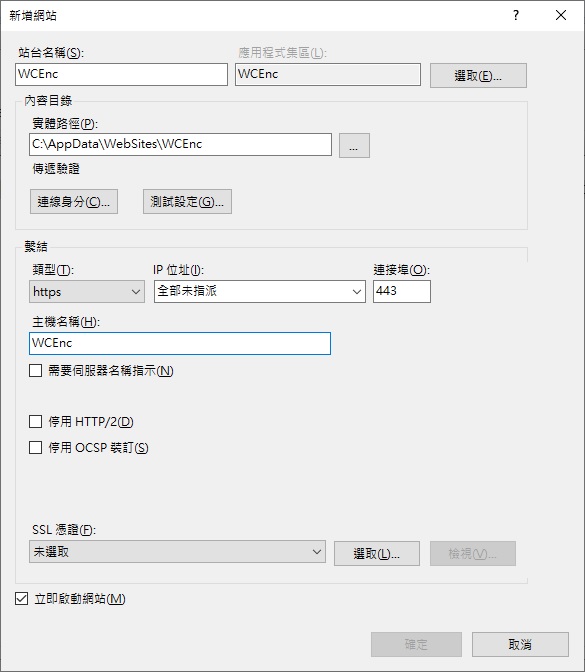 新增網站
站台名稱(S):
應用程式集區(L):
WCEnc
WCEnc
選取(E)...
內容目錄
實體路徑(P):
C:\AppData\WebSites\WCEnc
...
傳遞驗證
連線身分(C)...
測試設定(G)...
繫結
類型(T):
IP 位址(I):
連接埠(O):
https
全部未指派
443
主機名稱(H):
WCEnc
需要伺服器名稱指示(N)
停用 HTTP/2(D)
停用 OCSP 裝訂(S)
SSL 憑證(F):
未選取
選取(L)...
檢視(V)...
立即啟動網站(M)
確定
取消